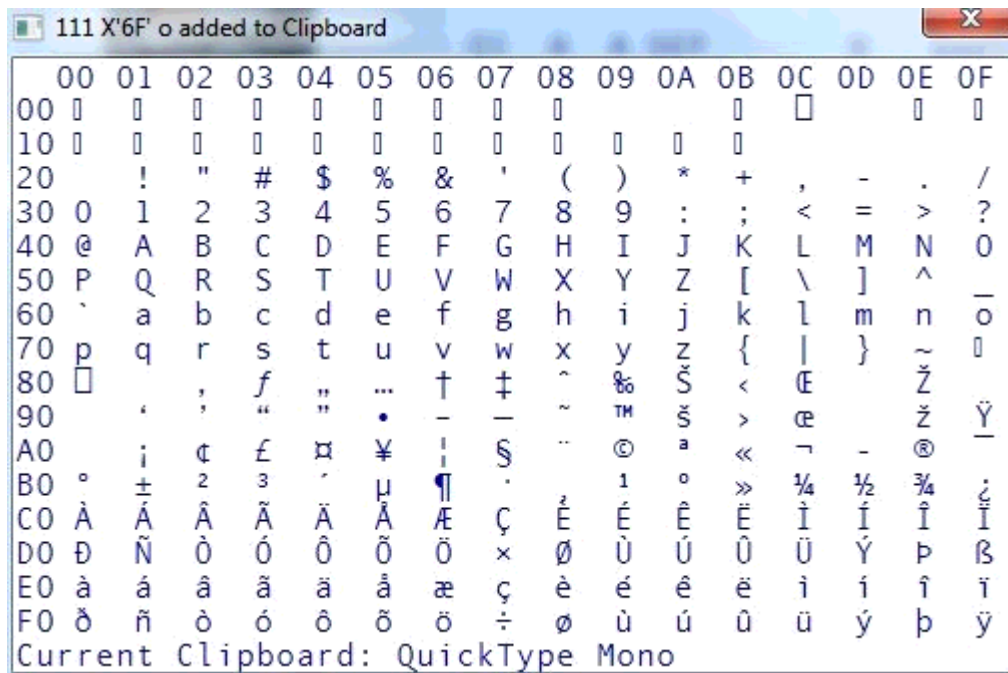 111 X'6F' o added to Clipboard
00 01 02 03 04 05 06 07 08 09 0A 0B 0C 0D 0E 0F
00 ▯ ▯ ▯ ▯ ▯ ▯ ▯ ▯ ▯ ▯ □ ▯ ▯
10 ▯ ▯ ▯ ▯ ▯ ▯ ▯ ▯ ▯ ▯ ▯ ▯
20 ! " # $ % & ' ( ) * + , - . /
30 0 1 2 3 4 5 6 7 8 9 : ; < = > ?
40 @ A B C D E F G H I J K L M N O
50 P Q R S T U V W X Y Z [ \ ] ^ _
60 ` a b c d e f g h i j k l m n o
70 p q r s t u v w x y z { | } ~ ▯
80 □ ‚ ƒ „ … † ‡ ˆ ‰ Š ‹ Œ Ž
90 ‘ ’ “ ” • – — ˜ ™ š › œ ž Ÿ
A0 ¡ ¢ £ ¤ ¥ ¦ § ¨ © ª « ¬ - ® ¯
B0 ° ± ² ³ ´ µ ¶ · ¸ ¹ º » ¼ ½ ¾ ¿
C0 À Á Â Ã Ä Å Æ Ç È É Ê Ë Ì Í Î Ï
D0 Ð Ñ Ò Ó Ô Õ Ö × Ø Ù Ú Û Ü Ý Þ ß
E0 à á â ã ä å æ ç è é ê ë ì í î ï
F0 ð ñ ò ó ô õ ö ÷ ø ù ú û ü ý þ ÿ
Current Clipboard: QuickType Mono